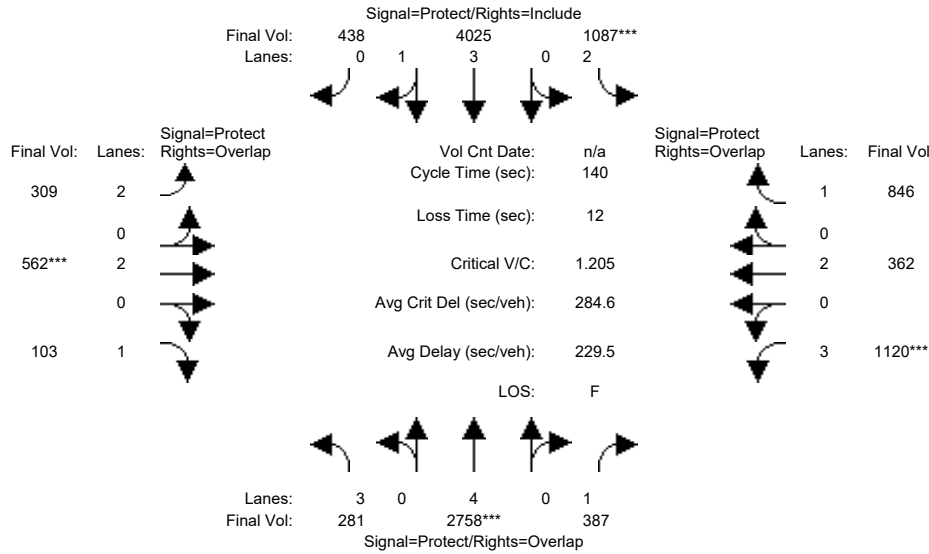 Signal=Protect/Rights=Include
Final Vol: 438 4025 1087***
Lanes: 0 1 3 0 2
Signal=Protect
Final Vol: Lanes: Rights=Overlap
Vol Cnt Date: n/a
Signal=Protect
Rights=Overlap Lanes: Final Vol
Cycle Time (sec): 140
309 2
1 846
Loss Time (sec): 12
0
0
562*** 2
Critical V/C: 1.205
2 362
0
Avg Crit Del (sec/veh): 284.6
0
103 1
Avg Delay (sec/veh): 229.5
3 1120***
LOS: F
Lanes: 3 0 4 0 1
Final Vol: 281 2758*** 387
Signal=Protect/Rights=Overlap